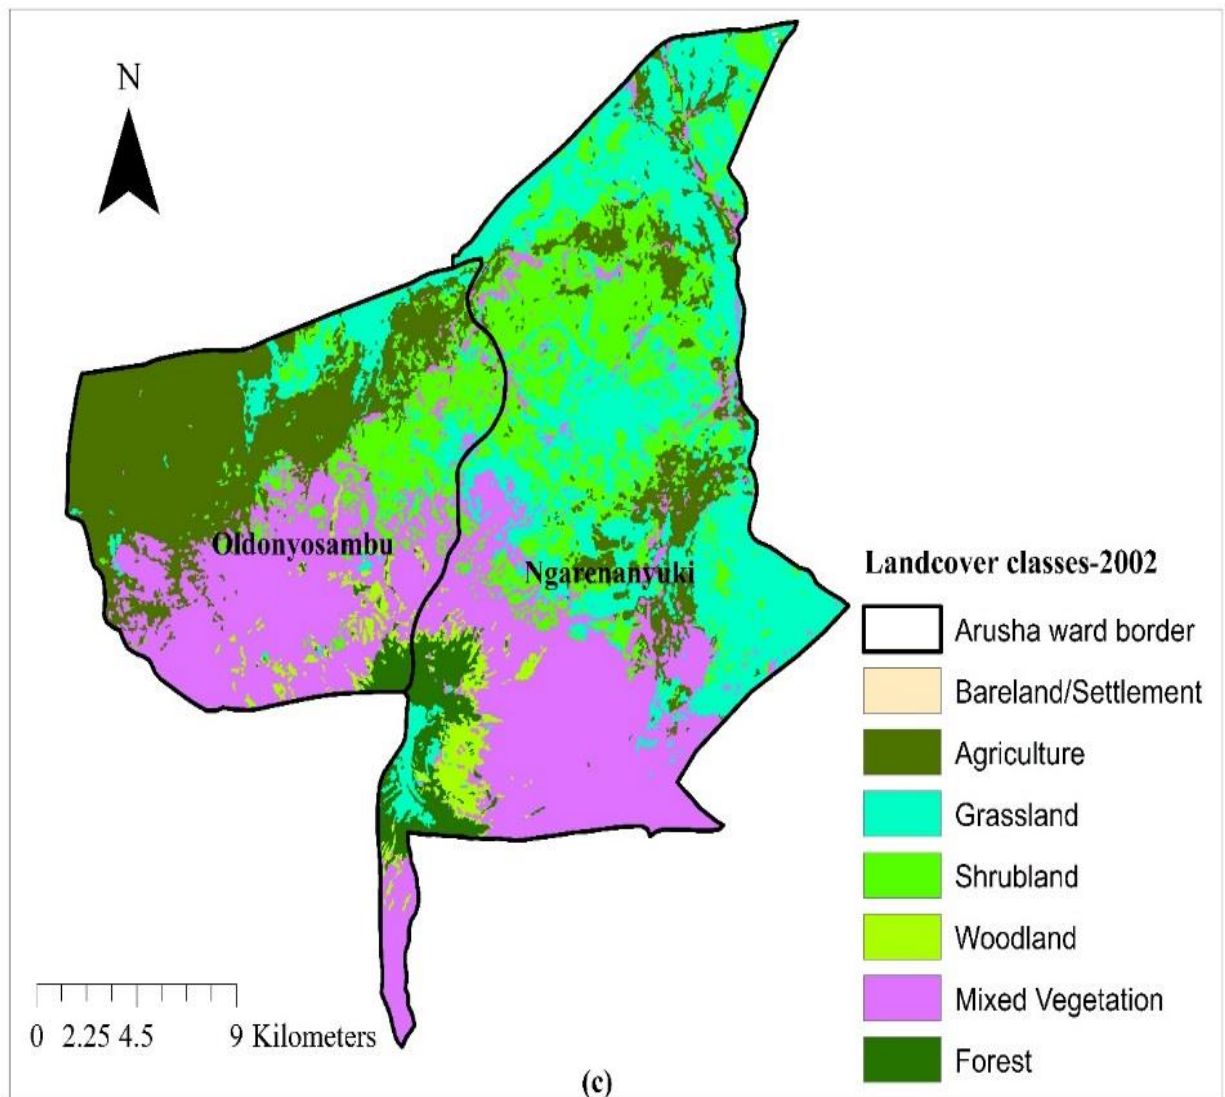 N
Oldonyosambu
Ngarenanyuki
Landcover classes-2002
Arusha ward border
Bareland/Settlement
Agriculture
Grassland
Shrubland
Woodland
Mixed Vegetation
Forest
0 2.25 4.5 9 Kilometers
(c)